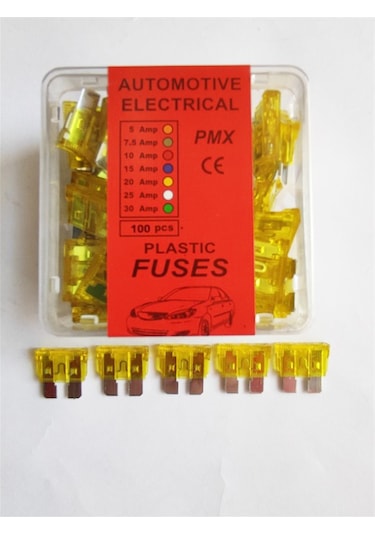 AUTOMOTIVE
ELECTRICAL
5 Amp
7.5 Amp
10 Amp
15 Amp
20 Amp
25 Amp
30 Amp
PMX
CE
100 pcs
PLASTIC
FUSES